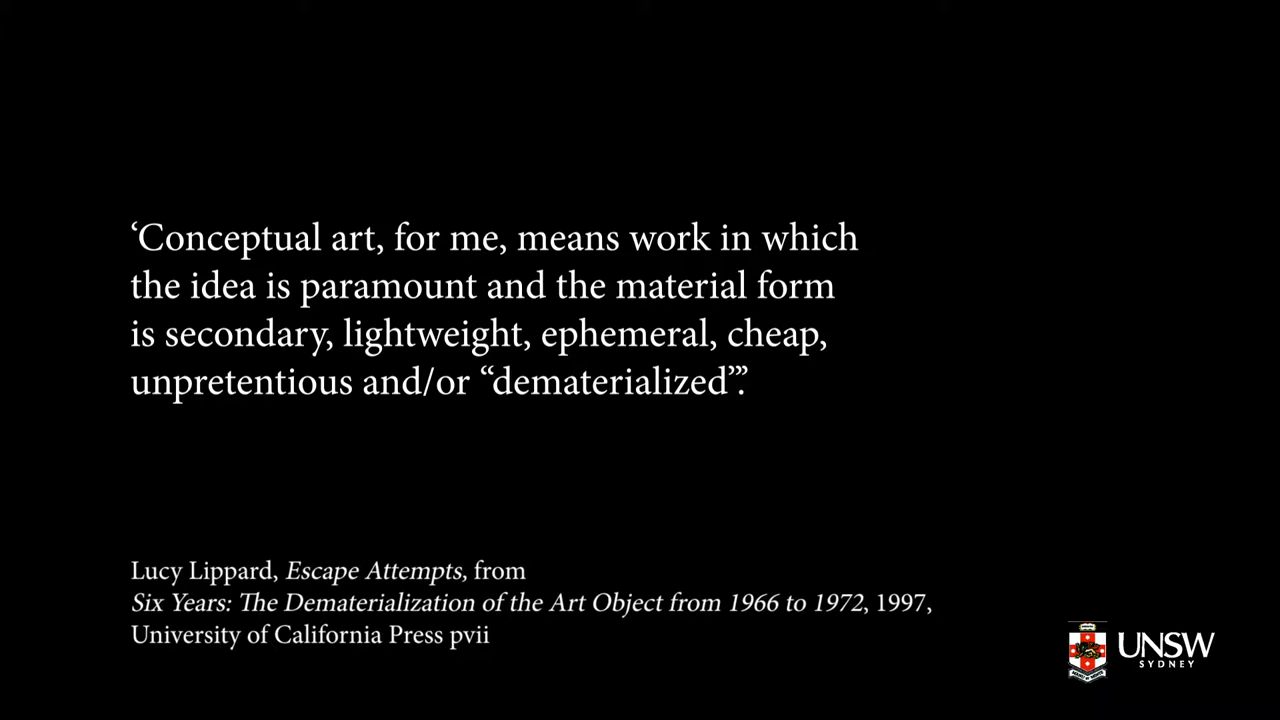 ‘Conceptual art, for me, means work in which
the idea is paramount and the material form
is secondary, lightweight, ephemeral, cheap,
unpretentious and/or “dematerialized”’.
Lucy Lippard, Escape Attempts, from
Six Years: The Dematerialization of the Art Object from 1966 to 1972, 1997,
University of California Press pvii
UNSW
SYDNEY